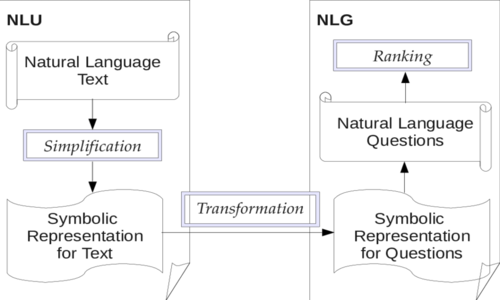 NLU
Natural Language
Text
Simplification
Symbolic
Representation
for Text
Transformation
NLG
Ranking
Natural Language
Questions
Symbolic
Representation
for Questions